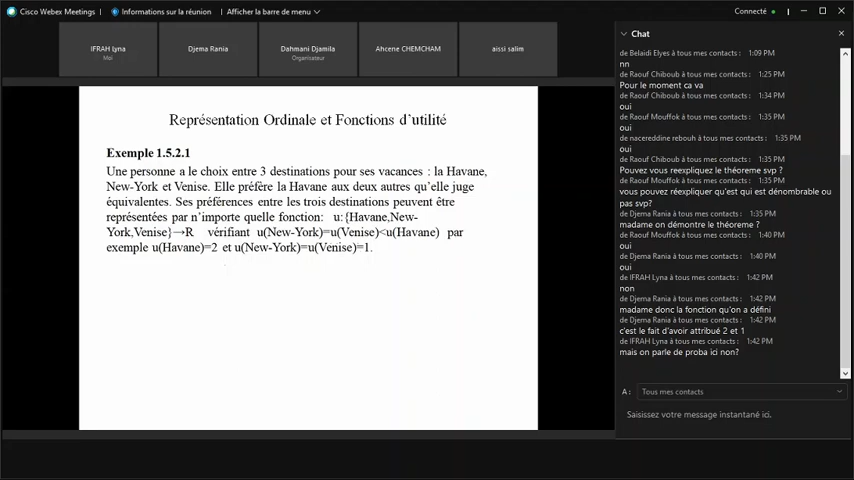 Cisco Webex Meetings
Informations sur la réunion
Afficher la barre de menu
Connecté
IFRAH Lyna
Moi
Djema Rania
Dahmani Djamila
Organisateur
Ahcene CHEMCHAM
aissi salim
Représentation Ordinale et Fonctions d'utilité
Exemple 1.5.2.1
Une personne a le choix entre 3 destinations pour ses vacances : la Havane,
New-York et Venise. Elle préfère la Havane aux deux autres qu'elle juge
équivalentes. Ses préférences entre les trois destinations peuvent être
représentées par n'importe quelle fonction: u:{Havane,New-
York,Venise}→R vérifiant u(New-York)=u(Venise)<u(Havane) par
exemple u(Havane)=2 et u(New-York)=u(Venise)=1.
Chat
de Belaidi Elyes à tous mes contacts : 1:09 PM
nn
de Raouf Chiboub à tous mes contacts : 1:25 PM
Pour le moment ca va
de Raouf Chiboub à tous mes contacts : 1:34 PM
oui
de Raouf Mouffok à tous mes contacts : 1:35 PM
oui
de nacereddine rebouh à tous mes contacts : 1:35 PM
oui
de Raouf Chiboub à tous mes contacts : 1:35 PM
Pouvez vous reexpliquez le théoreme svp ?
de Raouf Mouffok à tous mes contacts : 1:35 PM
vous pouvez réexpliquer qu'est qui est dénombrable ou
pas svp?
de Djema Rania à tous mes contacts : 1:35 PM
madame on démontre le théoreme ?
de Raouf Mouffok à tous mes contacts : 1:40 PM
oui
de Djema Rania à tous mes contacts : 1:40 PM
oui
de IFRAH Lyna à tous mes contacts : 1:42 PM
non
de Djema Rania à tous mes contacts : 1:42 PM
madame donc la fonction qu'on a défini
de Djema Rania à tous mes contacts : 1:42 PM
c'est le fait d'avoir attribué 2 et 1
de IFRAH Lyna à tous mes contacts : 1:42 PM
mais on parle de proba ici non?
A : Tous mes contacts
Saisissez votre message instantané ici.